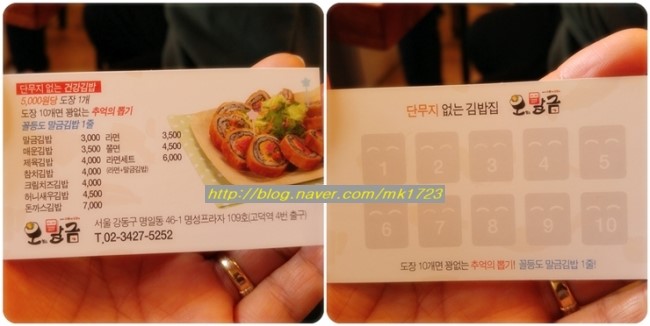 단무지 없는 건강김밥
5,000원당 도장 1개
도장 10개면 꽝없는 추억의 뽑기
꼴등도 말금김밥 1줄
말금김밥 3,000 라면 3,500
매운김밥 3,500 쫄면 4,500
제육김밥 4,000 라면세트 6,000
참치김밥 4,000 (라면+말금김밥)
크림치즈김밥 4,000
허니새우김밥 4,500
돈까스김밥 7,000
오늘 말금
서울 강동구 명일동 46-1 명성프라자 109호(고덕역 4번 출구)
T.02-3427-5252
http://blog.naver.com/mk1723
단무지 없는 김밥집
1 2 3 4 5
6 7 8 9 10
도장 10개면 꽝없는 추억의 뽑기! 꼴등도 말금김밥 1줄!